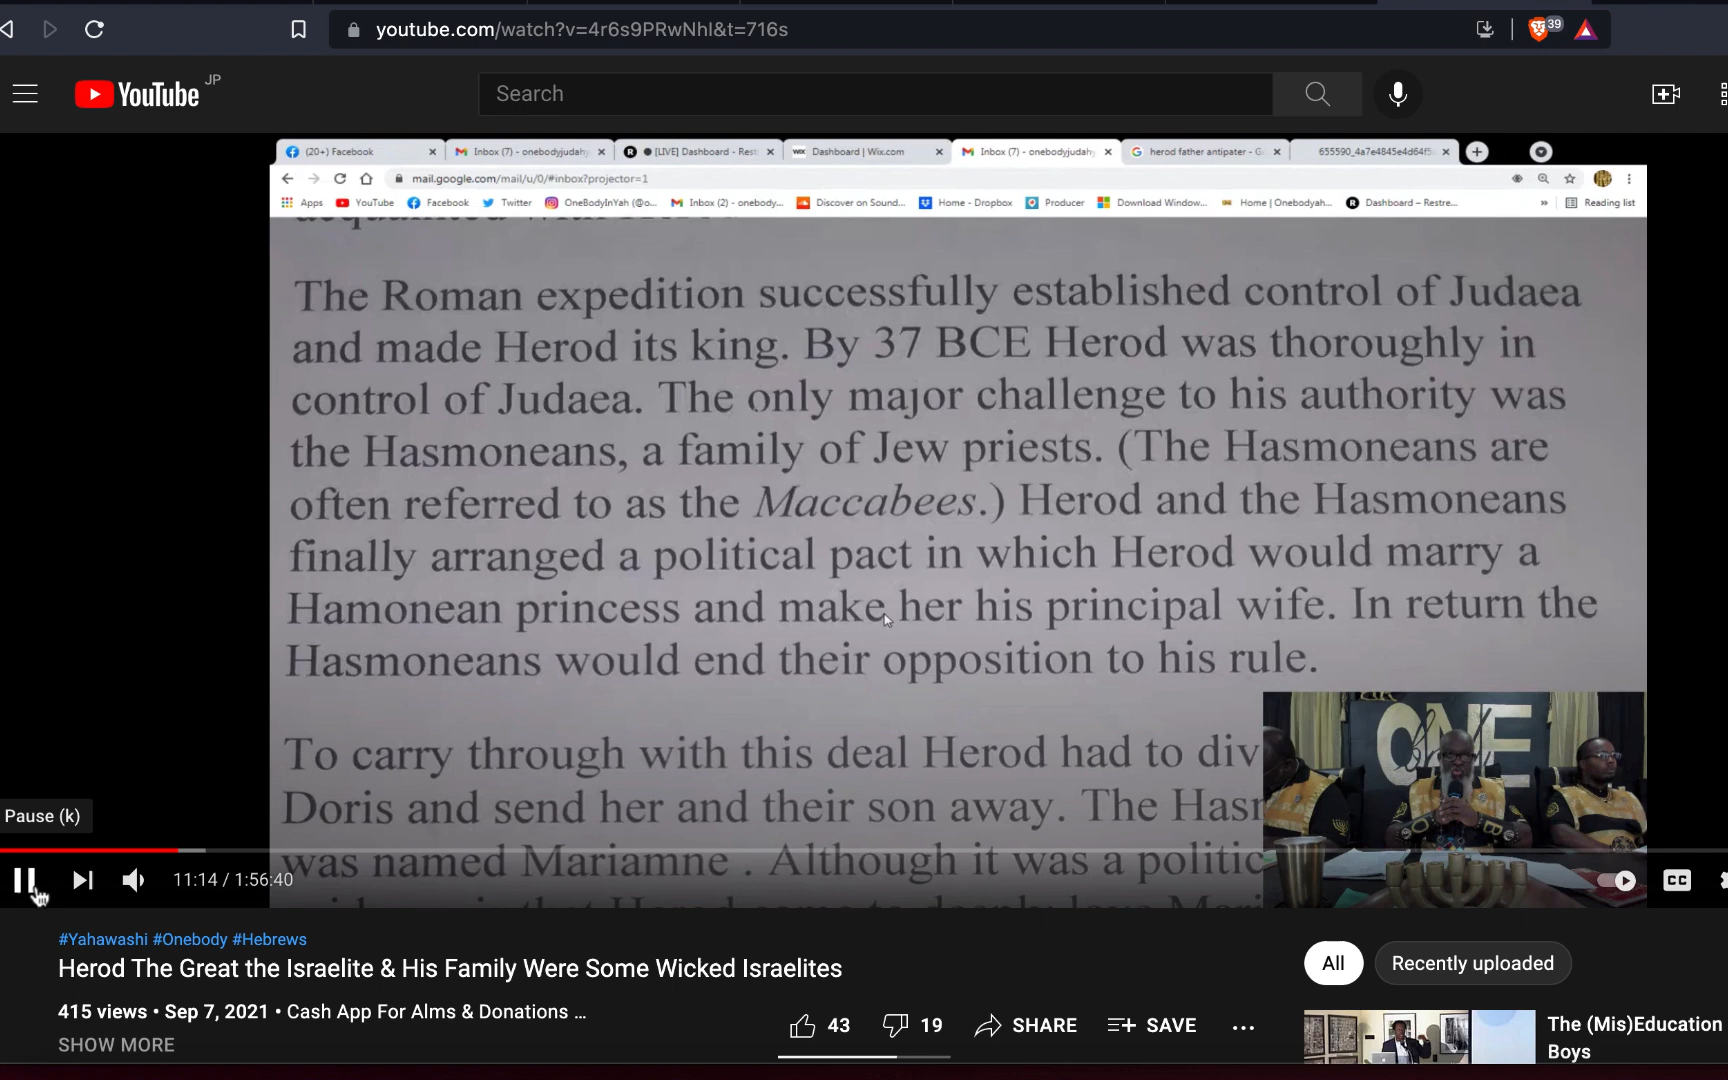 youtube.com/watch?v=4r6s9PRwNhI&t=716s
39
YouTube JP
Search
(20+) Facebook
Inbox (7) - onebodyjudah
[LIVE] Dashboard - Rest
WIX Dashboard | Wix.com
Inbox (7) - onebodyjudah
herod father antipater - G
655590_4a7e4845e4d64f5
mail.google.com/mail/u/0/#inbox?projector=1
Apps YouTube Facebook Twitter OneBodyInYah (@o... Inbox (2) - onebody... Discover on Sound... Home - Dropbox Producer Download Window... Home | Onebodyah... Dashboard – Restre... » Reading list
The Roman expedition successfully established control of Judaea
and made Herod its king. By 37 BCE Herod was thoroughly in
control of Judaea. The only major challenge to his authority was
the Hasmoneans, a family of Jew priests. (The Hasmoneans are
often referred to as the Maccabees.) Herod and the Hasmoneans
finally arranged a political pact in which Herod would marry a
Hamonean princess and make her his principal wife. In return the
Hasmoneans would end their opposition to his rule.
To carry through with this deal Herod had to div
Doris and send her and their son away. The Has
was named Mariamne . Although it was a politic
ONE
Pause (k)
11:14 / 1:56:40
CC
#Yahawashi #Onebody #Hebrews
Herod The Great the Israelite & His Family Were Some Wicked Israelites
415 views • Sep 7, 2021 • Cash App For Alms & Donations ...
SHOW MORE
43 19 SHARE SAVE ...
All Recently uploaded
The (Mis)Education
Boys